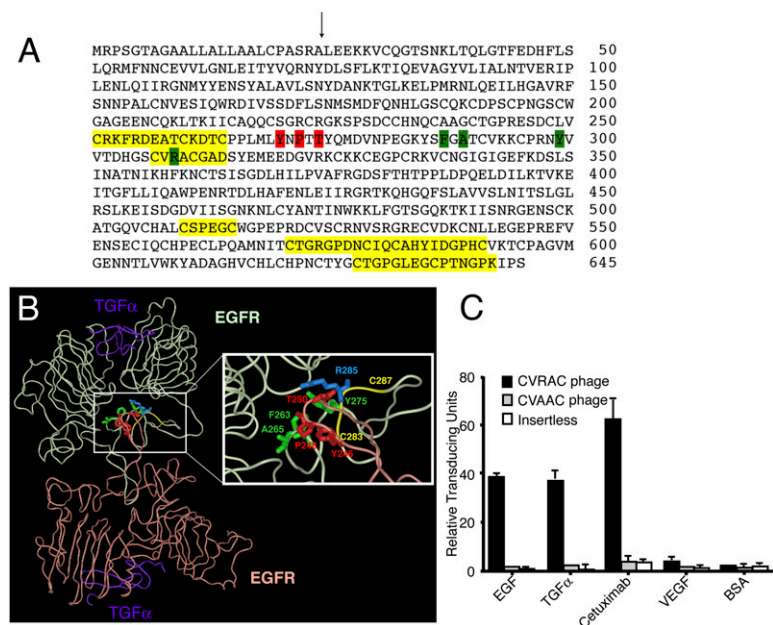 A
MRPSGTAGAALLALLAALCPASRALEEKKVCQGTSNKLTQLGTFEDHFLS 50
LQRMFNNCEVVLGNLEITYVQRNYDLSFLKTIQEVAGYVLIALNTVERIP 100
LENLQIIRGNMYYENSYALAVLSNYDANKTGLKELPMRNLQEILHGAVRF 150
SNNPALCNVESIQWRDIVSSDFLSNMSMDFQNHLGSCQKCDPSCPNGSCW 200
GAGEENCQKLTKIICAQQCSGRCRGKSPSDCCHNQCAAGCTGPRESDCLV 250
CRKFRDEATCKDTCPPLMLYNPTTYQMDVNPEGKYSFGATCVKKCPRNYV 300
VTDHGSCVRACGADSYEMEEDGVRKCKKCEGPCRKVCNGIGIGEFKDSLS 350
INATNIKHFKNCTSISGDLHILPVAFRGDSFTHTPPLDPQELDILKTVKE 400
ITGFLLIQAWPENRTDLHAFENLEIIRGRTKQHGQFSLAVVSLNITSLGL 450
RSLKEISDGDVIISGNKNLCYANTINWKKLFGTSGQKTKIISNRGENSCK 500
ATGQVCHALCSPEGCWGPEPRDCVSCRNVSRGRECVDKCNLLEGEPREFV 550
ENSECIQCHPECLPQAMNITCTGRGPDNCIQCAHYIDGPHCVKTCPAGVM 600
GENNTLVWKYADAGHVCHLCHPNCTYGCTGPGLEGCPTNGPKIPS 645
B
TGFα
EGFR
R285
C287
T250
Y275
F263
A265
C283
EGFR
TGFα
C
CVRAC phage
CVAAC phage
Insertless
Relative Transducing Units
80
60
40
20
0
EGF
TGFα
Cetuximab
VEGF
BSA